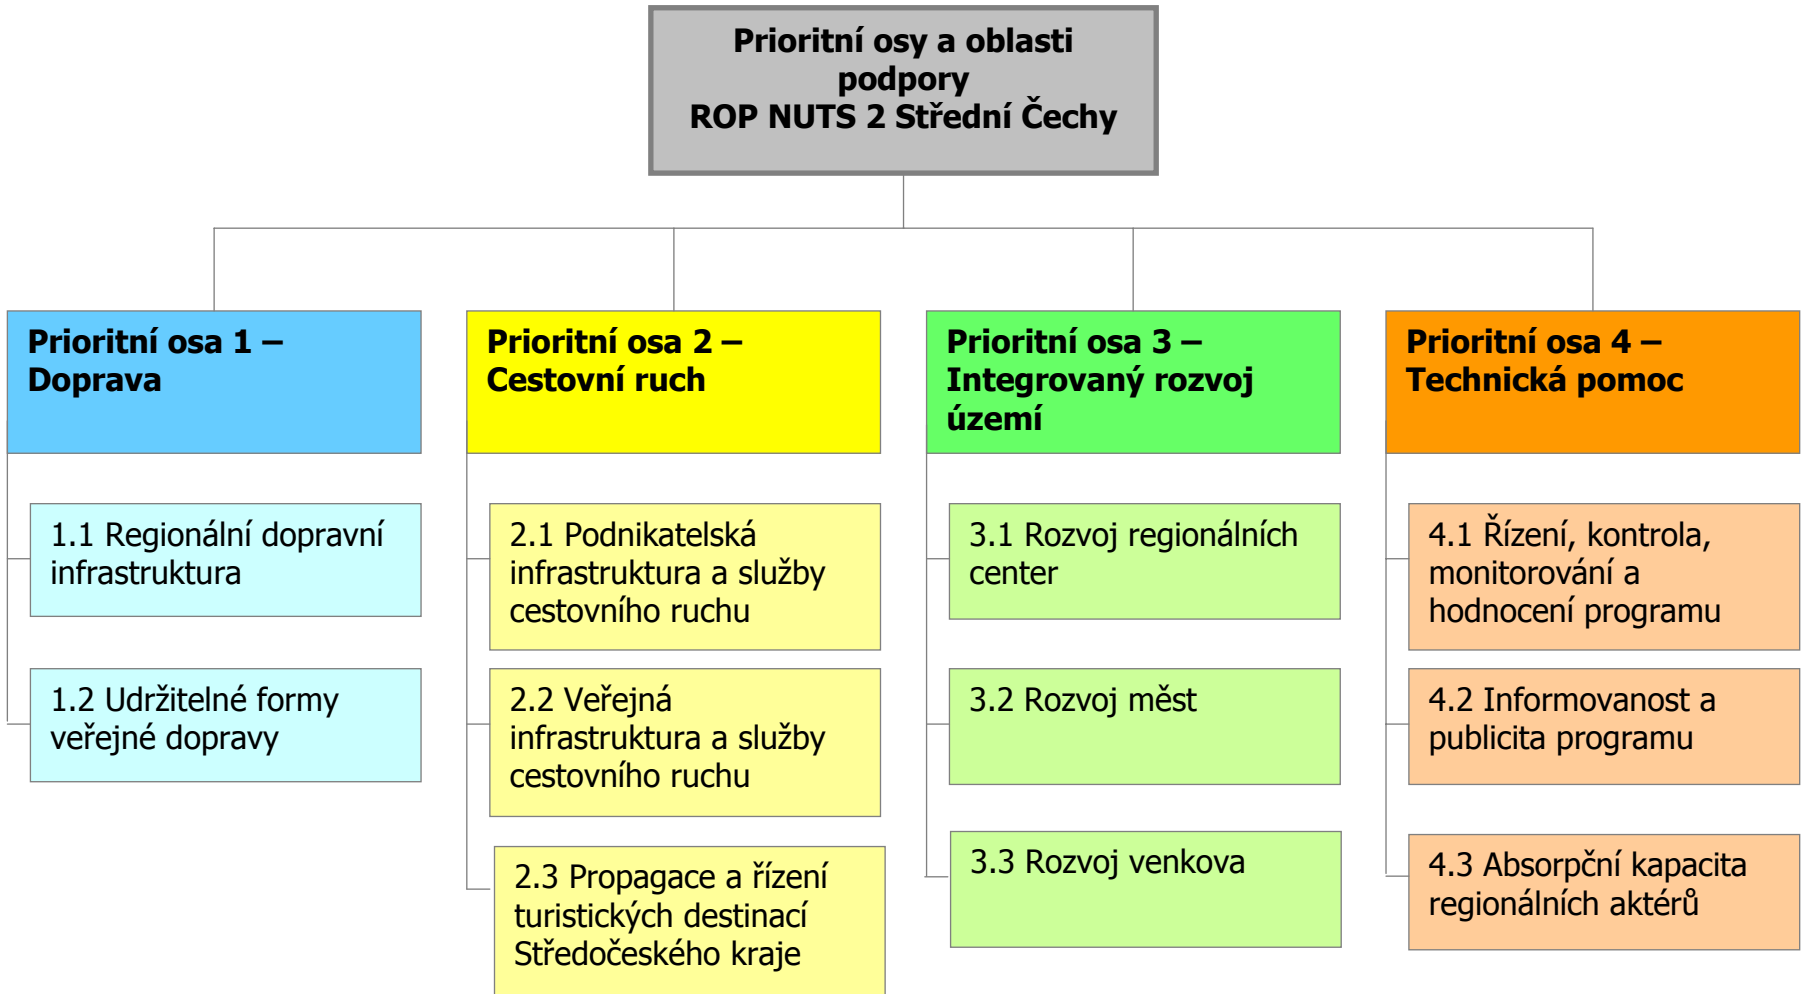 Prioritní osy a oblasti
podpory
ROP NUTS 2 Střední Čechy
Prioritní osa 1 –
Doprava
1.1 Regionální dopravní
infrastruktura
1.2 Udržitelné formy
veřejné dopravy
Prioritní osa 2 –
Cestovní ruch
2.1 Podnikatelská
infrastruktura a služby
cestovního ruchu
2.2 Veřejná
infrastruktura a služby
cestovního ruchu
2.3 Propagace a řízení
turistických destinací
Středočeského kraje
Prioritní osa 3 –
Integrovaný rozvoj
území
3.1 Rozvoj regionálních
center
3.2 Rozvoj měst
3.3 Rozvoj venkova
Prioritní osa 4 –
Technická pomoc
4.1 Řízení, kontrola,
monitorování a
hodnocení programu
4.2 Informovanost a
publicita programu
4.3 Absorpční kapacita
regionálních aktérů